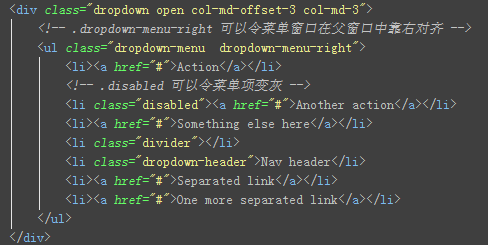 <div class="dropdown open col-md-offset-3 col-md-3">
<!-- .dropdown-menu-right 可以令菜单窗口在父窗口中靠右对齐 -->
<ul class="dropdown-menu  dropdown-menu-right">
<li><a href="#">Action</a></li>
<!-- .disabled 可以令菜单项变灰 -->
<li class="disabled"><a href="#">Another action</a></li>
<li><a href="#">Something else here</a></li>
<li class="divider"></li>
<li class="dropdown-header">Nav header</li>
<li><a href="#">Separated link</a></li>
<li><a href="#">One more separated link</a></li>
</ul>
</div>